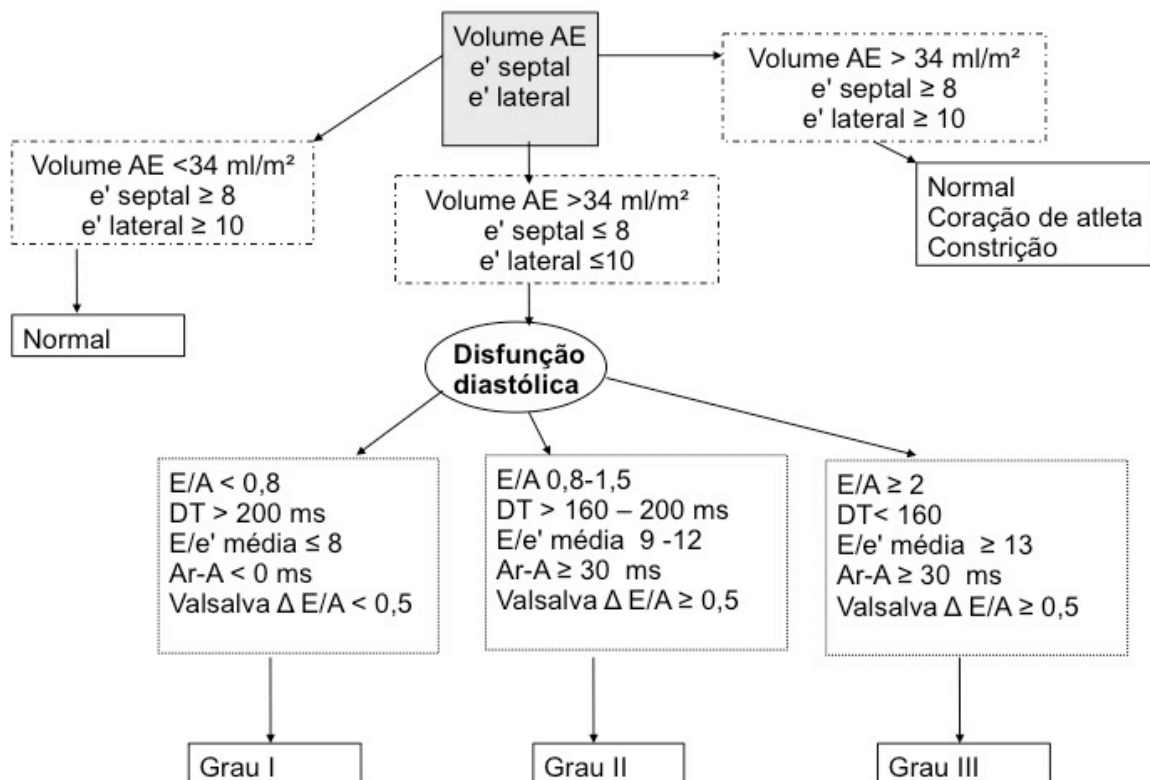 Volume AE
e' septal
e' lateral
Volume AE > 34 ml/m²
e' septal ≥ 8
e' lateral ≥ 10
Volume AE <34 ml/m²
e' septal ≥ 8
e' lateral ≥ 10
Volume AE >34 ml/m²
e' septal ≤ 8
e' lateral ≤10
Normal
Coração de atleta
Constrição
Normal
Disfunção
diastólica
E/A < 0,8
DT > 200 ms
E/e' média ≤ 8
Ar-A < 0 ms
Valsalva Δ E/A < 0,5
E/A 0,8-1,5
DT > 160 – 200 ms
E/e' média 9 -12
Ar-A ≥ 30 ms
Valsalva Δ E/A ≥ 0,5
E/A ≥ 2
DT< 160
E/e' média ≥ 13
Ar-A ≥ 30 ms
Valsalva Δ E/A ≥ 0,5
Grau I
Grau II
Grau III